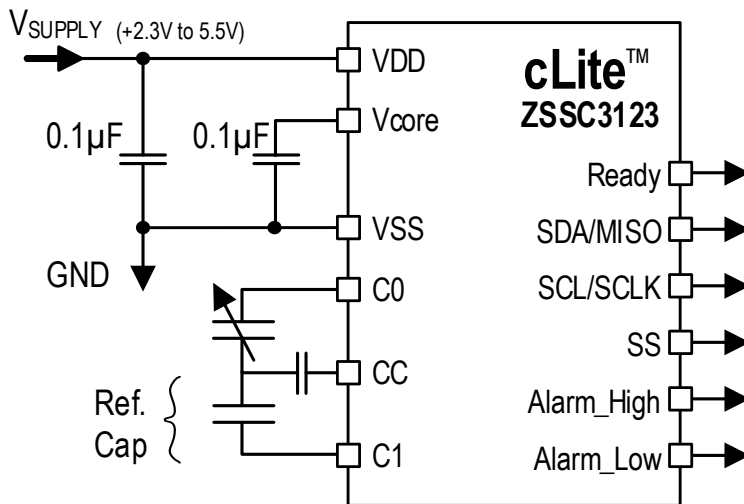 VSUPPLY (+2.3V to 5.5V)
VDD
cLite™
ZSSC3123
Vcore
0.1µF
0.1µF
Ready
VSS
SDA/MISO
GND
C0
SCL/SCLK
SS
CC
Ref.
Cap
Alarm_High
C1
Alarm_Low